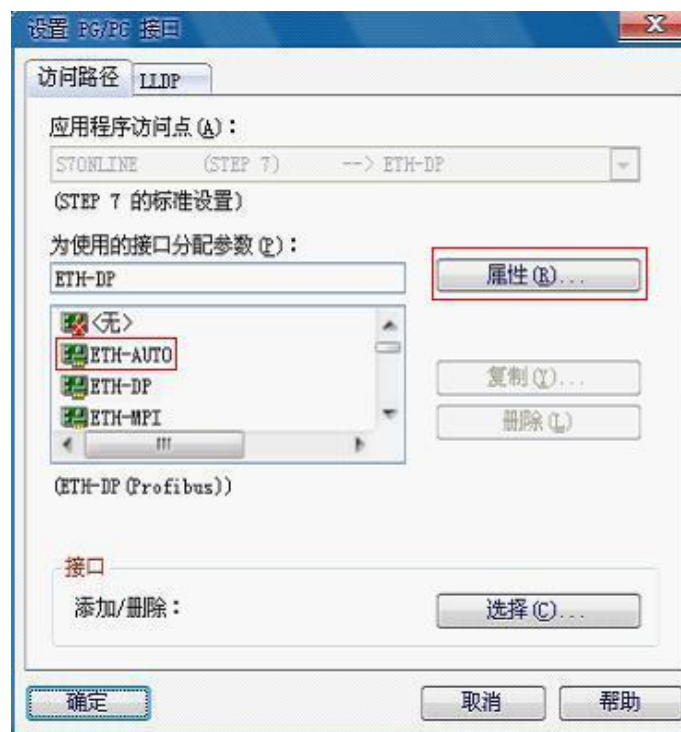 设置 PG/PC 接口
访问路径 LLDP
应用程序访问点(A)：
S7ONLINE (STEP 7) --> ETH-DP
(STEP 7 的标准设置)
为使用的接口分配参数(P)：
ETH-DP
属性(R)...
<无>
ETH-AUTO
ETH-DP
ETH-MPI
复制(Y)...
删除(L)
(ETH-DP(Profibus))
接口
添加/删除：
选择(C)...
确定 取消 帮助